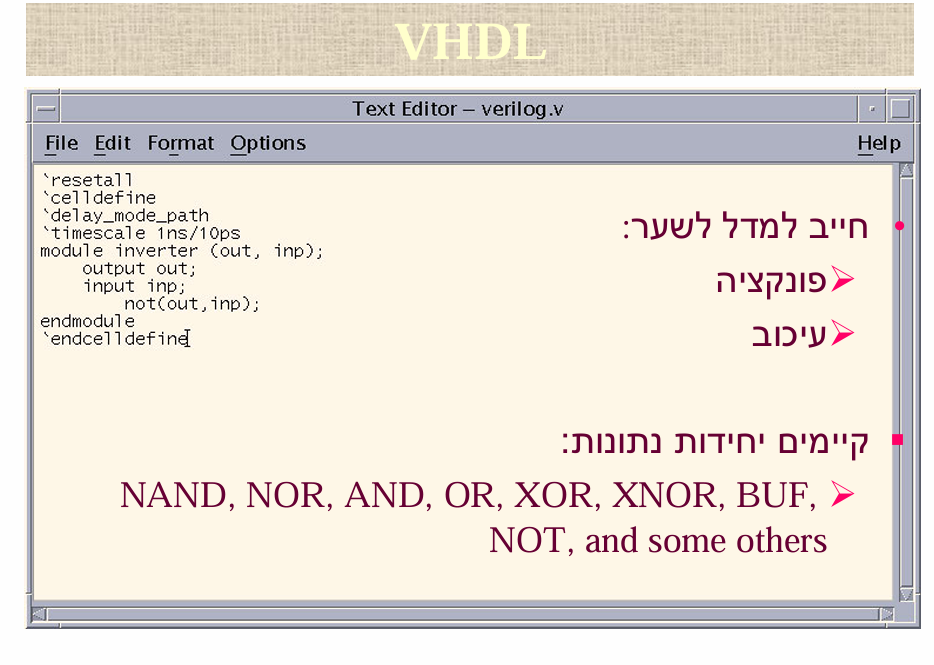 VHDL
Text Editor – verilog.v
File Edit Format Options Help
`resetall
`celldefine
`delay_mode_path
`timescale 1ns/10ps
module inverter (out, inp);
output out;
input inp;
not(out,inp);
endmodule
`endcelldefine
חייב למדל לשער:
פונקציה
עיכוב
קיימים יחידות נתונות:
NAND, NOR, AND, OR, XOR, XNOR, BUF,
NOT, and some others